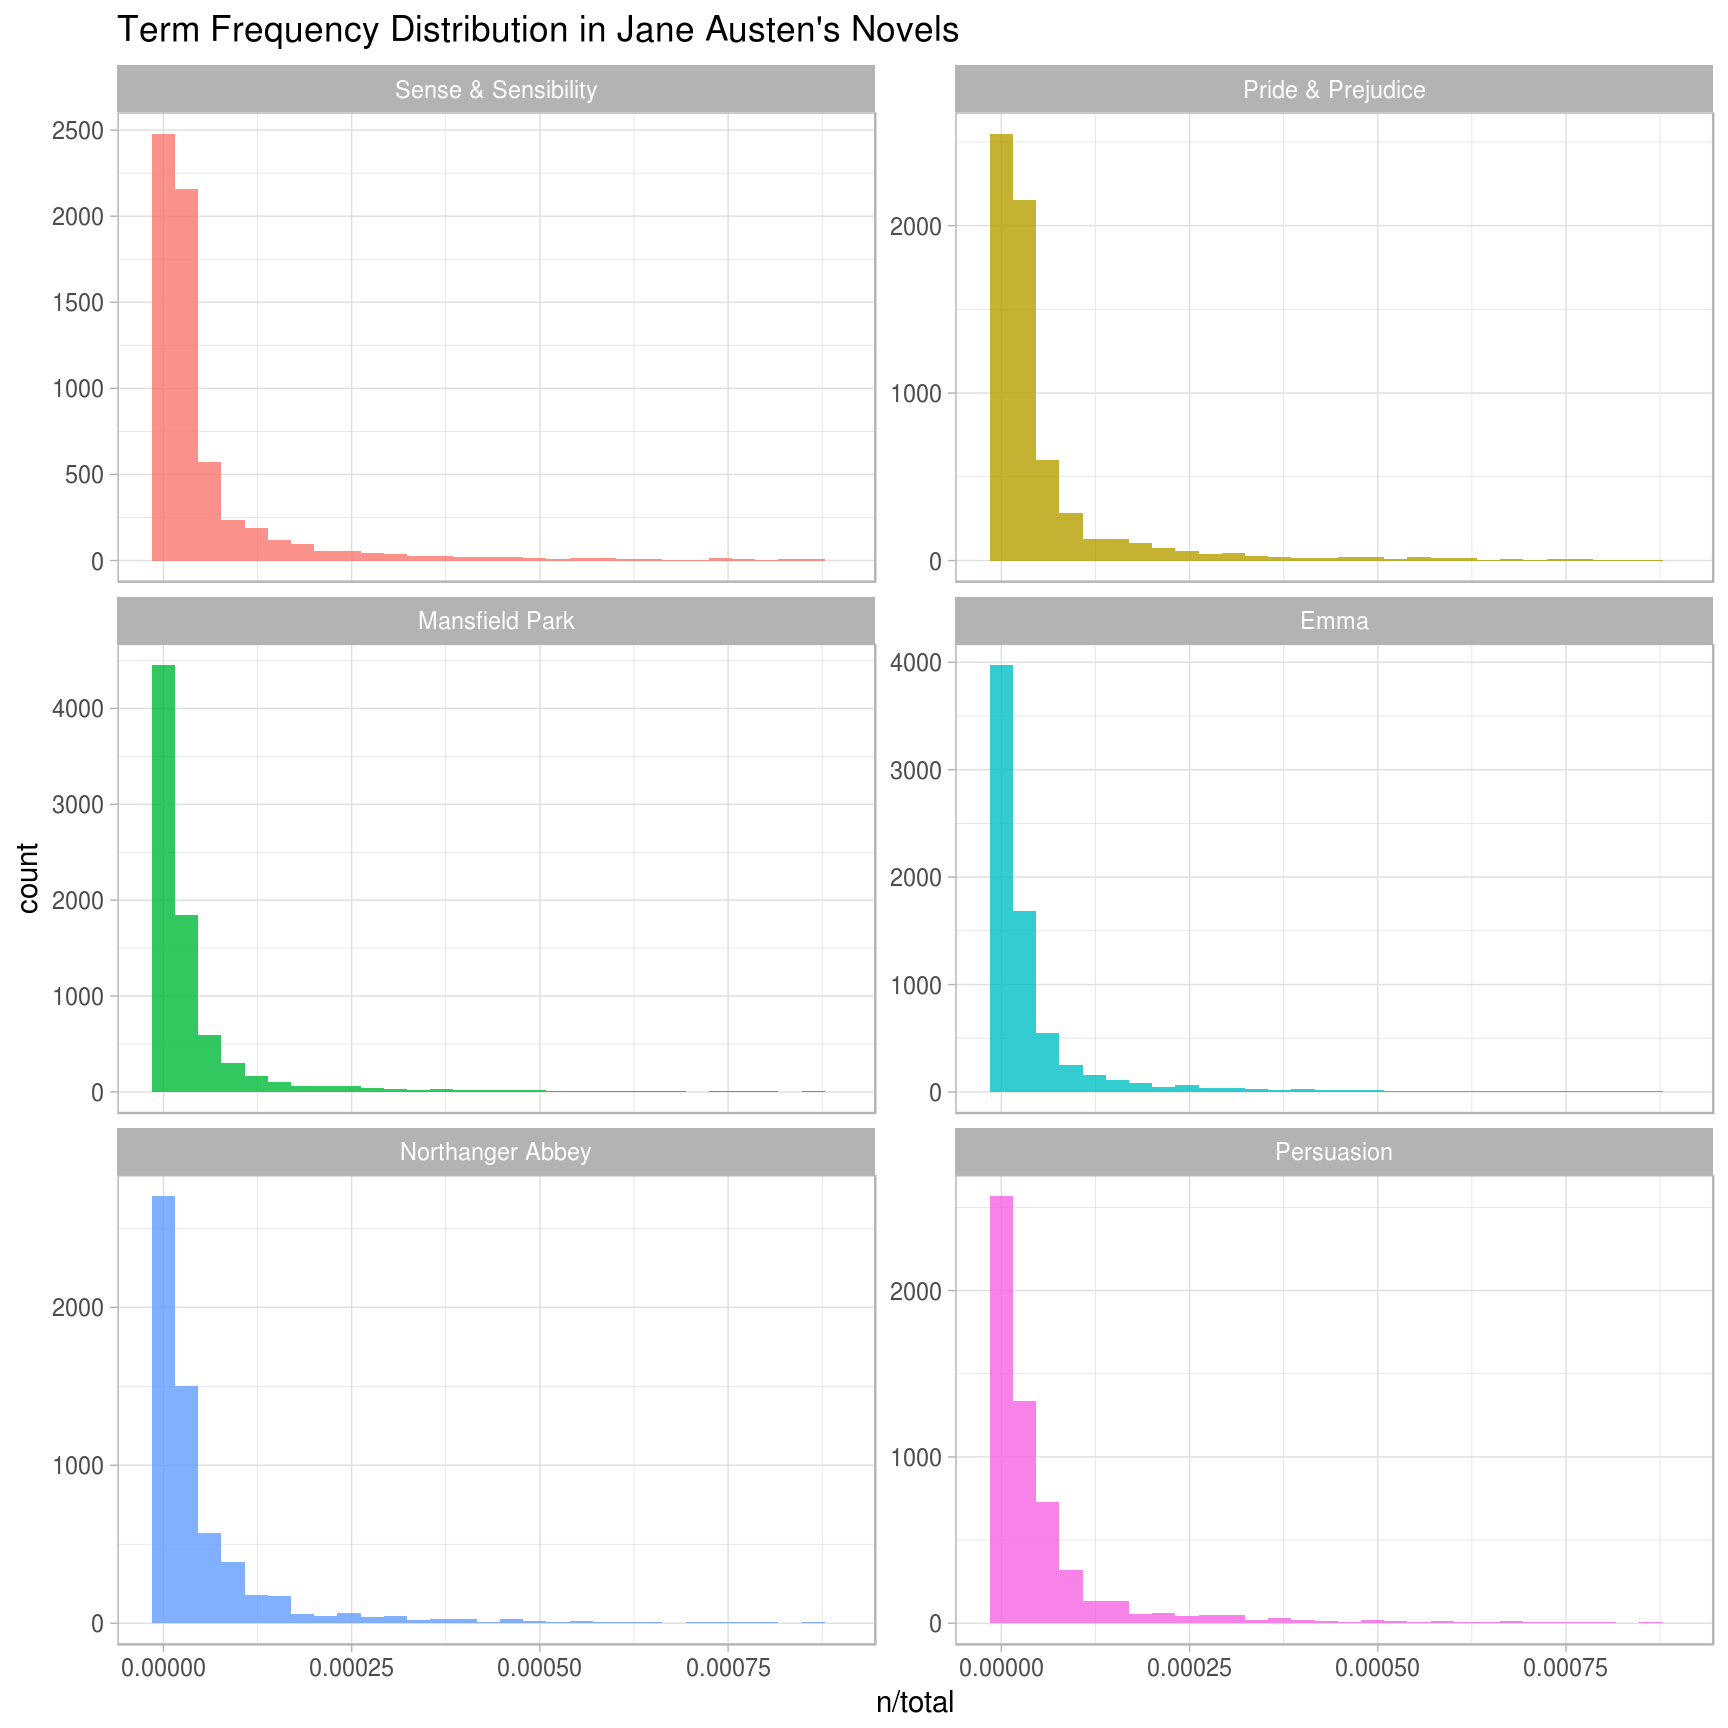 Term Frequency Distribution in Jane Austen's Novels
Sense & Sensibility
Pride & Prejudice
2500
2000
1500
1000
500
0
2000
1000
0
Mansfield Park
Emma
4000
3000
2000
1000
0
4000
3000
2000
1000
0
count
Northanger Abbey
Persuasion
2000
1000
0
2000
1000
0
0.00000 0.00025 0.00050 0.00075
0.00000 0.00025 0.00050 0.00075
n/total